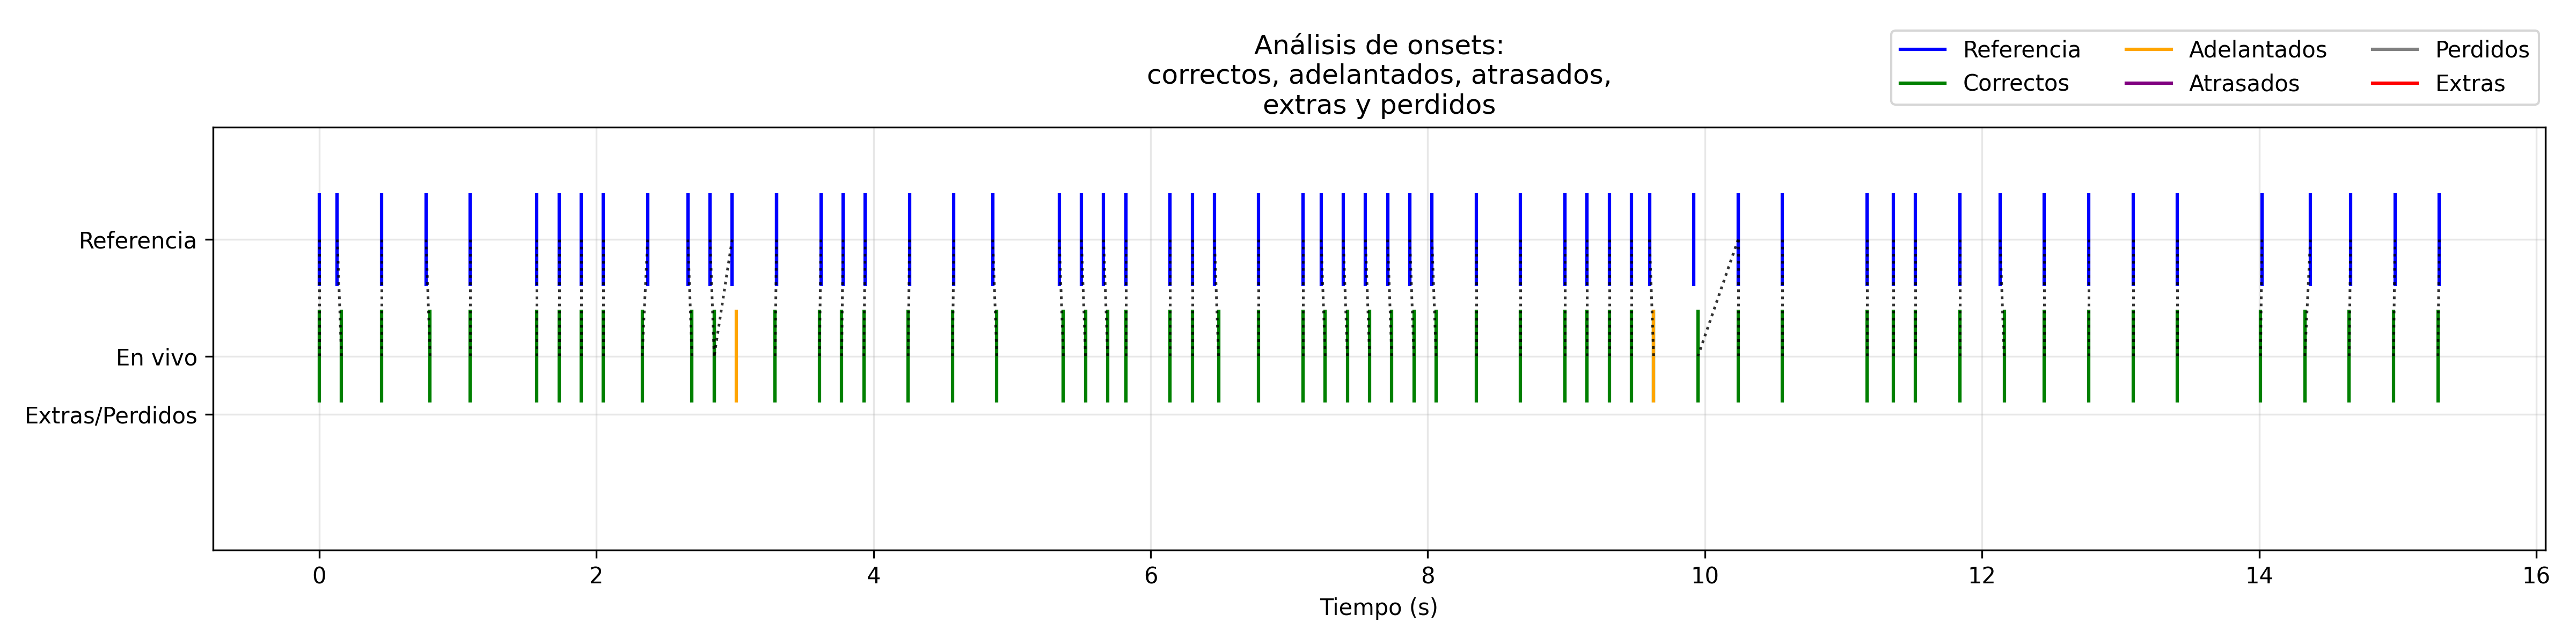 Análisis de onsets:
correctos, adelantados, atrasados,
extras y perdidos
Referencia
Adelantados
Perdidos
Correctos
Atrasados
Extras
Referencia
En vivo
Extras/Perdidos
0 2 4 6 8 10 12 14 16
Tiempo (s)